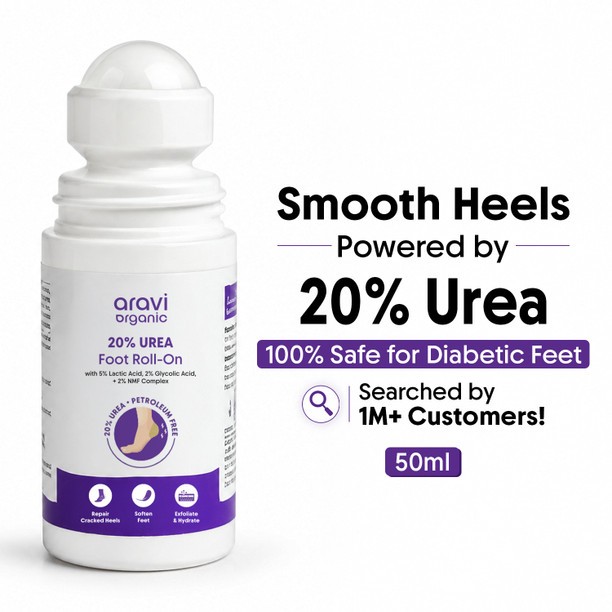 aravi
organic
20% UREA
Foot Roll-On
with 5% Lactic Acid, 2% Glycolic Acid,
+ 2% NMF Complex
20% UREA • PETROLEUM FREE
Repair
Cracked Heels
Soften
Feet
Exfoliate
& Hydrate
Smooth Heels
Powered by
20% Urea
100% Safe for Diabetic Feet
Searched by
1M+ Customers!
50ml